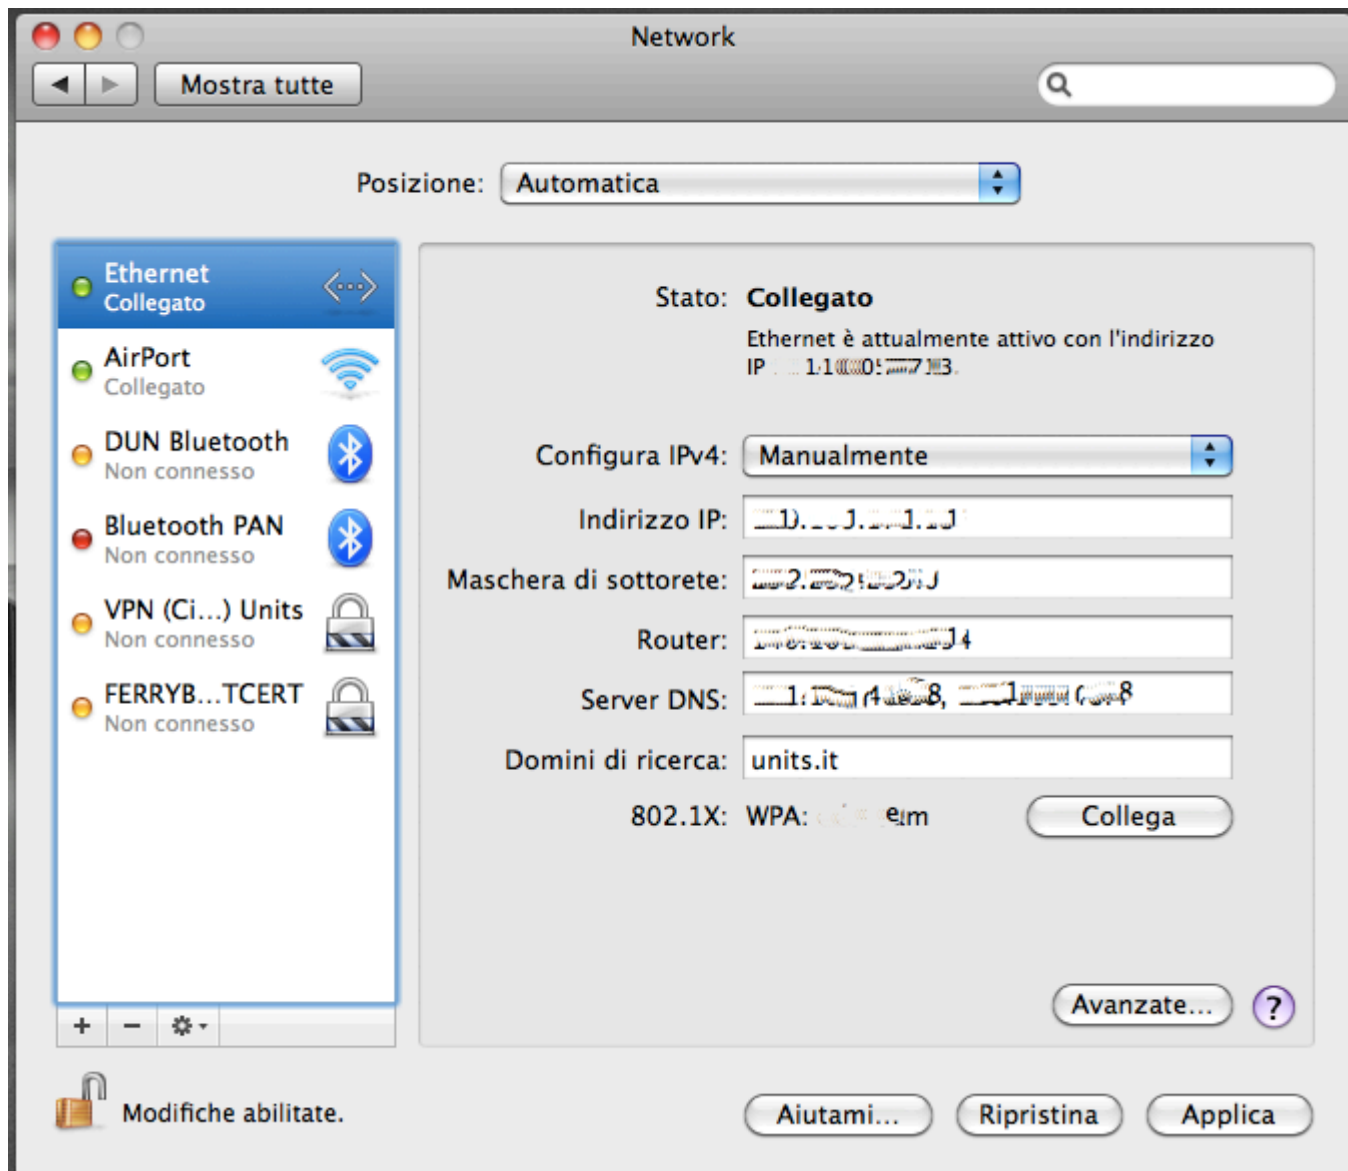 Network
Mostra tutte
Posizione: Automatica
Ethernet
Collegato
AirPort
Collegato
DUN Bluetooth
Non connesso
Bluetooth PAN
Non connesso
VPN (Ci...) Units
Non connesso
FERRYB...TCERT
Non connesso
Stato: Collegato
Ethernet è attualmente attivo con l'indirizzo
IP
Configura IPv4: Manualmente
Indirizzo IP:
Maschera di sottorete:
Router:
Server DNS:
Domini di ricerca: units.it
802.1X: WPA: Collega
Avanzate... ?
Modifiche abilitate.
Aiutami... Ripristina Applica